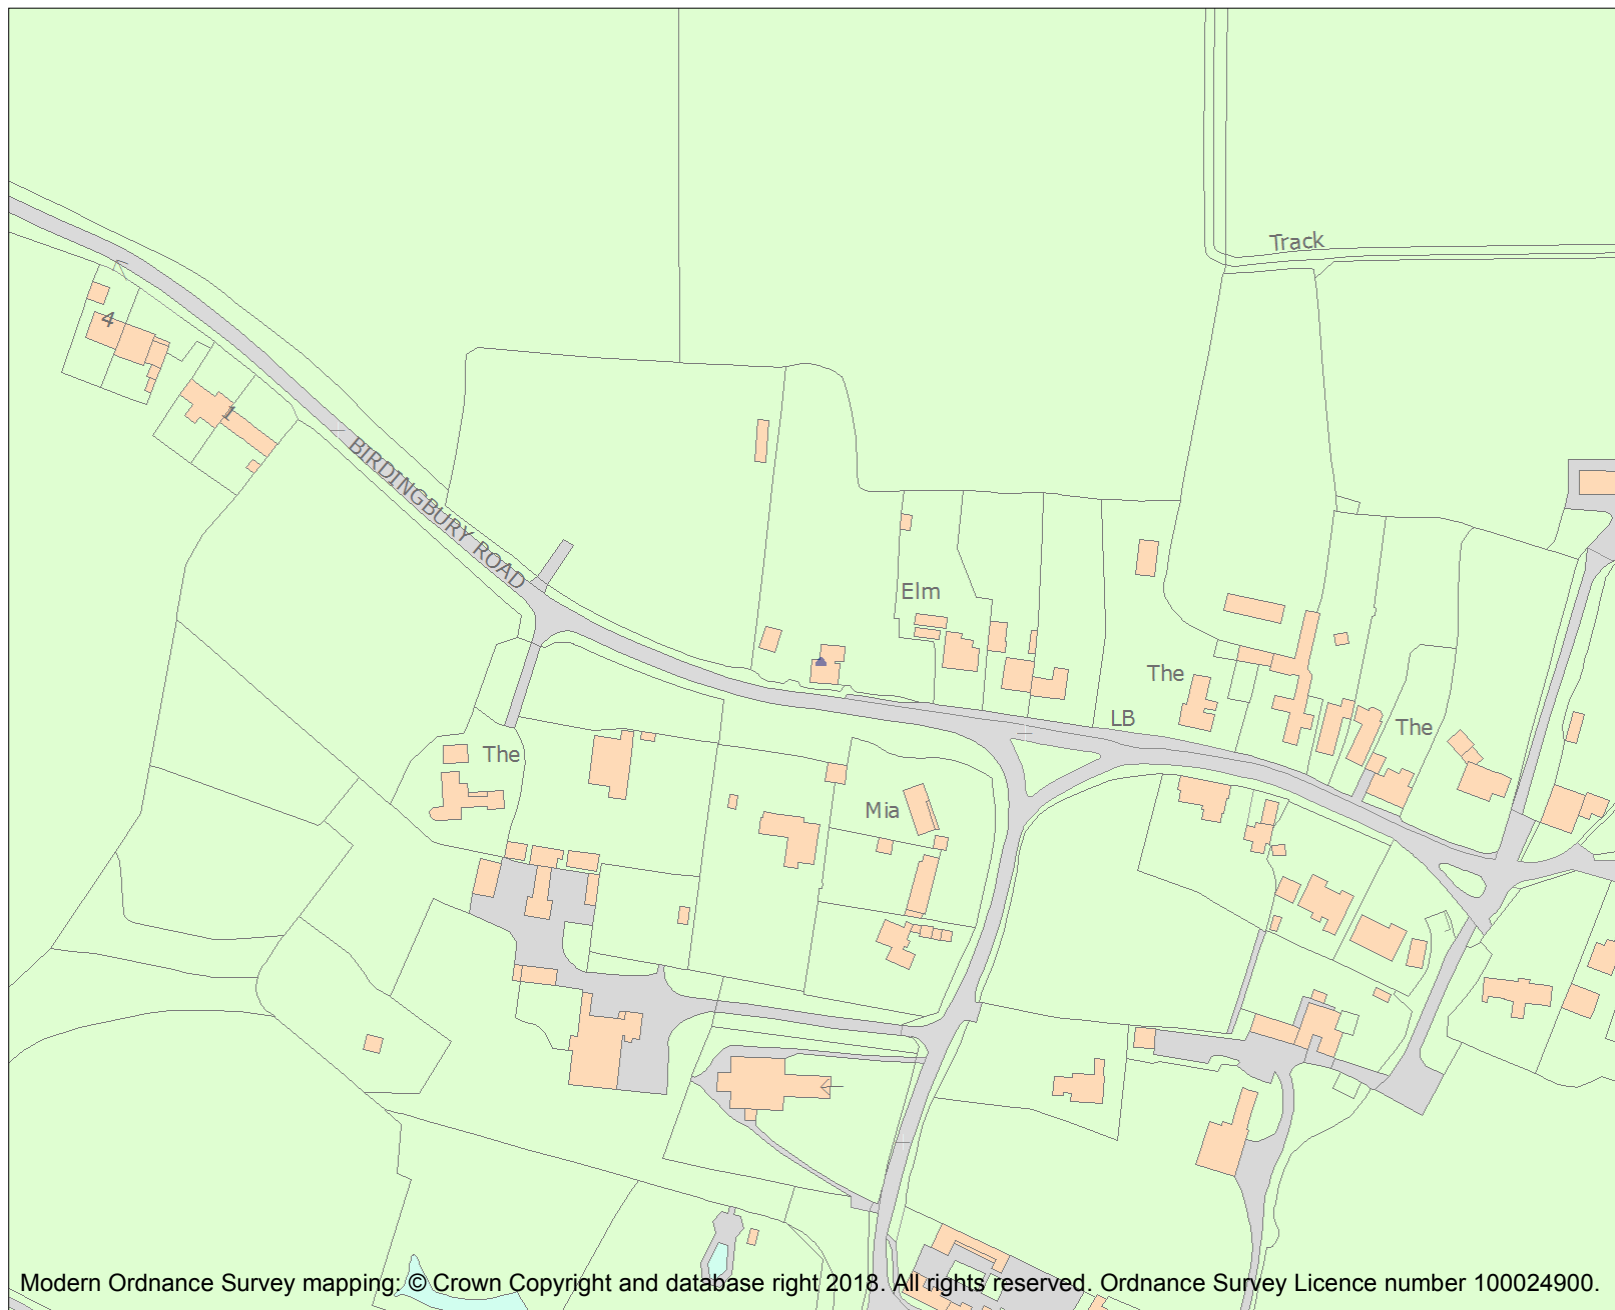 Track
4
1
BIRDINGBURY ROAD
Elm
The
LB
The
The
Mia
Modern Ordnance Survey mapping: © Crown Copyright and database right 2018. All rights reserved. Ordnance Survey Licence number 100024900.